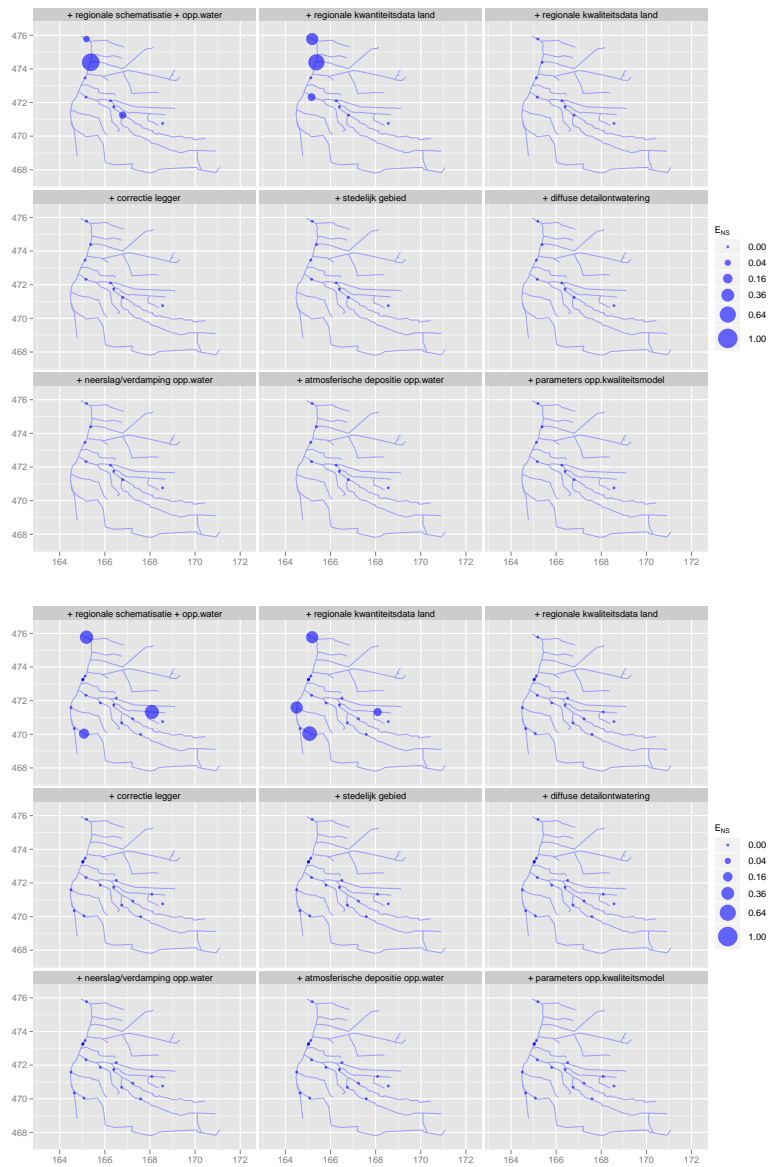 + regionale schematisatie + opp.water
+ regionale kwantiteitsdata land
+ regionale kwaliteitsdata land
476
474
472
470
468
+ correctie legger
+ stedelijk gebied
+ diffuse detailontwatering
476
474
472
470
468
E_NS
0.00
0.04
0.16
0.36
0.64
1.00
+ neerslag/verdamping opp.water
+ atmosferische depositie opp.water
+ parameters opp.kwaliteitsmodel
476
474
472
470
468
164 166 168 170 172
164 166 168 170 172
164 166 168 170 172
+ regionale schematisatie + opp.water
+ regionale kwantiteitsdata land
+ regionale kwaliteitsdata land
476
474
472
470
468
+ correctie legger
+ stedelijk gebied
+ diffuse detailontwatering
476
474
472
470
468
E_NS
0.00
0.04
0.16
0.36
0.64
1.00
+ neerslag/verdamping opp.water
+ atmosferische depositie opp.water
+ parameters opp.kwaliteitsmodel
476
474
472
470
468
164 166 168 170 172
164 166 168 170 172
164 166 168 170 172